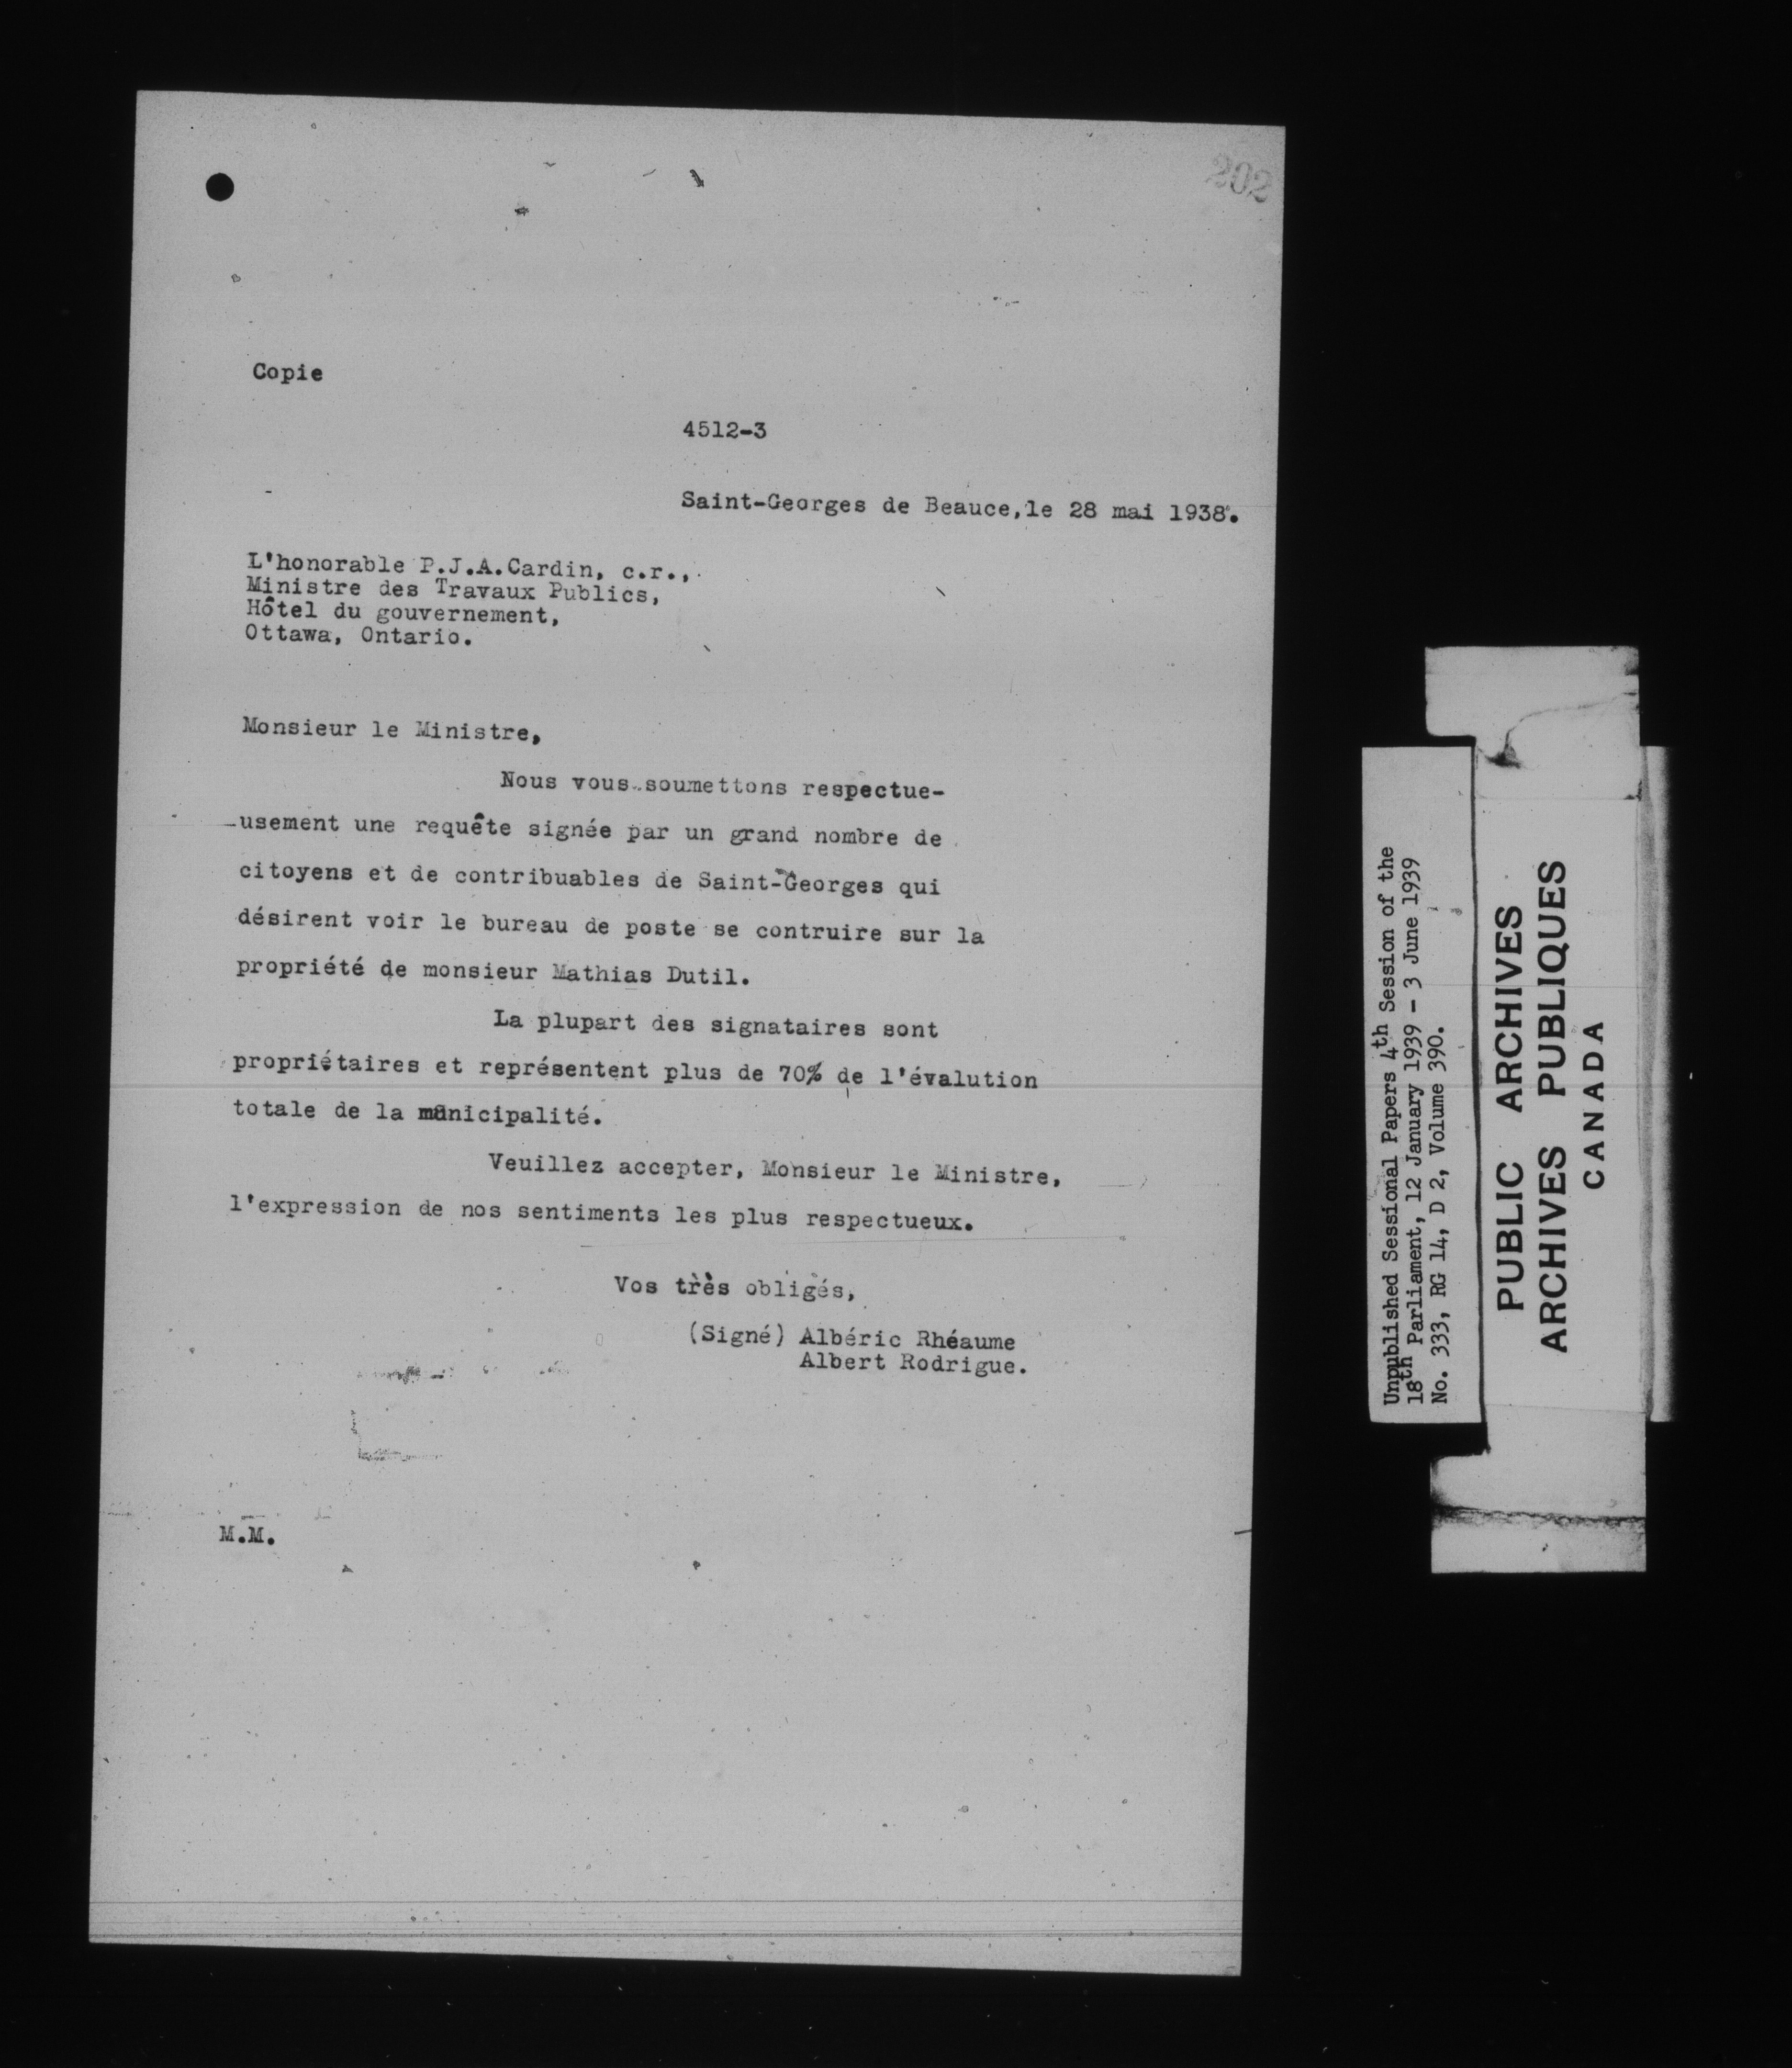 202
Copie
4512-3
Saint-Georges de Beauce,le 28 mai 1938.
L'honorable P.J.A.Cardin, c.r.,
Ministre des Travaux Publics,
Hôtel du gouvernement,
Ottawa, Ontario.
Monsieur le Ministre,
Nous vous soumettons respectue-
usement une requête signée par un grand nombre de
citoyens et de contribuables de Saint-Georges qui
désirent voir le bureau de poste se contruire sur la
propriété de monsieur Mathias Dutil.
La plupart des signataires sont
propriétaires et représentent plus de 70% de l'évalution
totale de la municipalité.
Veuillez accepter, Monsieur le Ministre,
l'expression de nos sentiments les plus respectueux.
Vos très obligés,
(Signé) Albéric Rhéaume
Albert Rodrigue.
M.M.
Unpublished Sessional Papers 4th Session of the
18th Parliament, 12 January 1939 - 3 June 1939
No. 333, RG 14, D 2, Volume 390.
PUBLIC ARCHIVES
ARCHIVES PUBLIQUES
CANADA